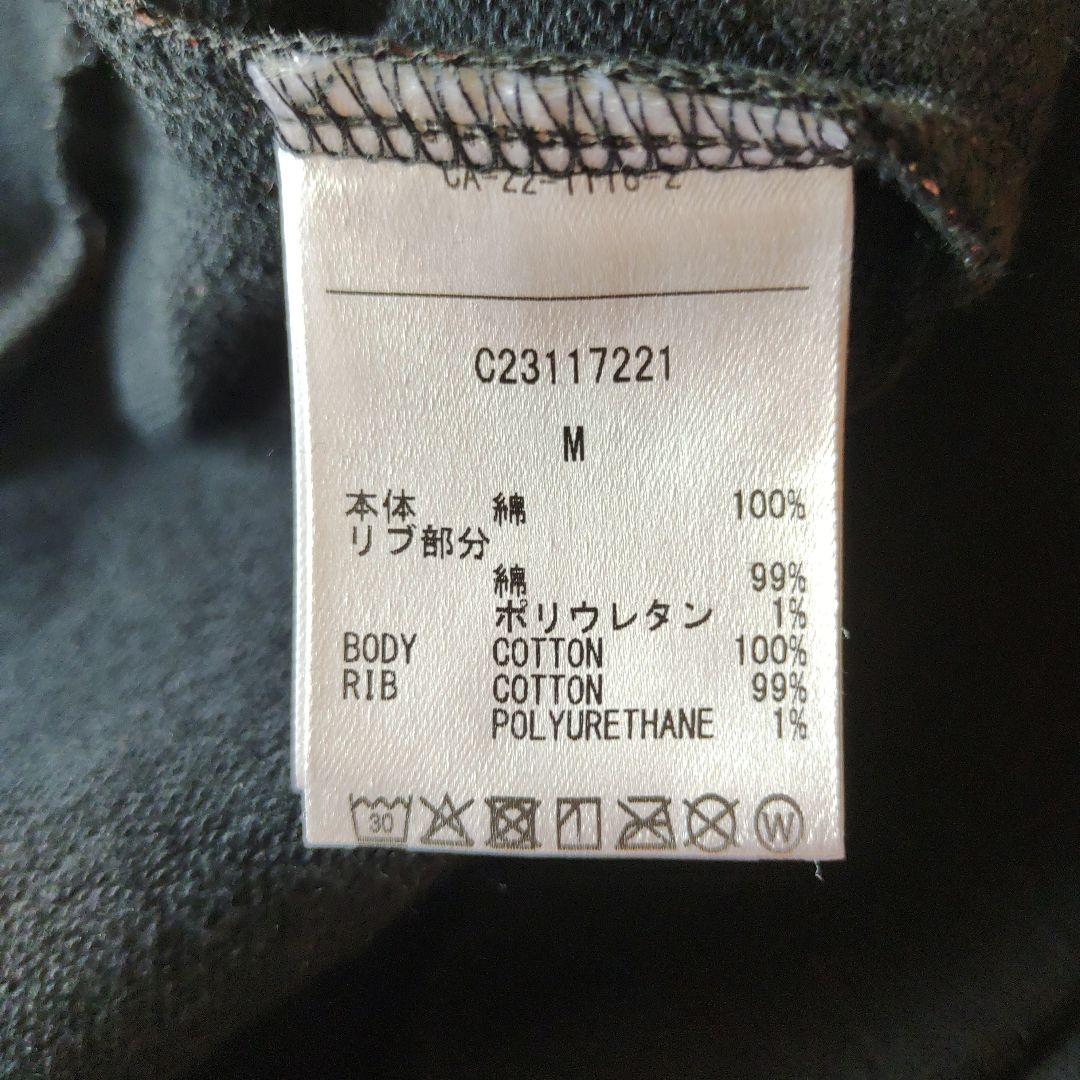 C23117221
M
本体 綿 100%
リブ部分
綿 99%
ポリウレタン 1%
BODY COTTON 100%
RIB COTTON 99%
POLYURETHANE 1%
30 W